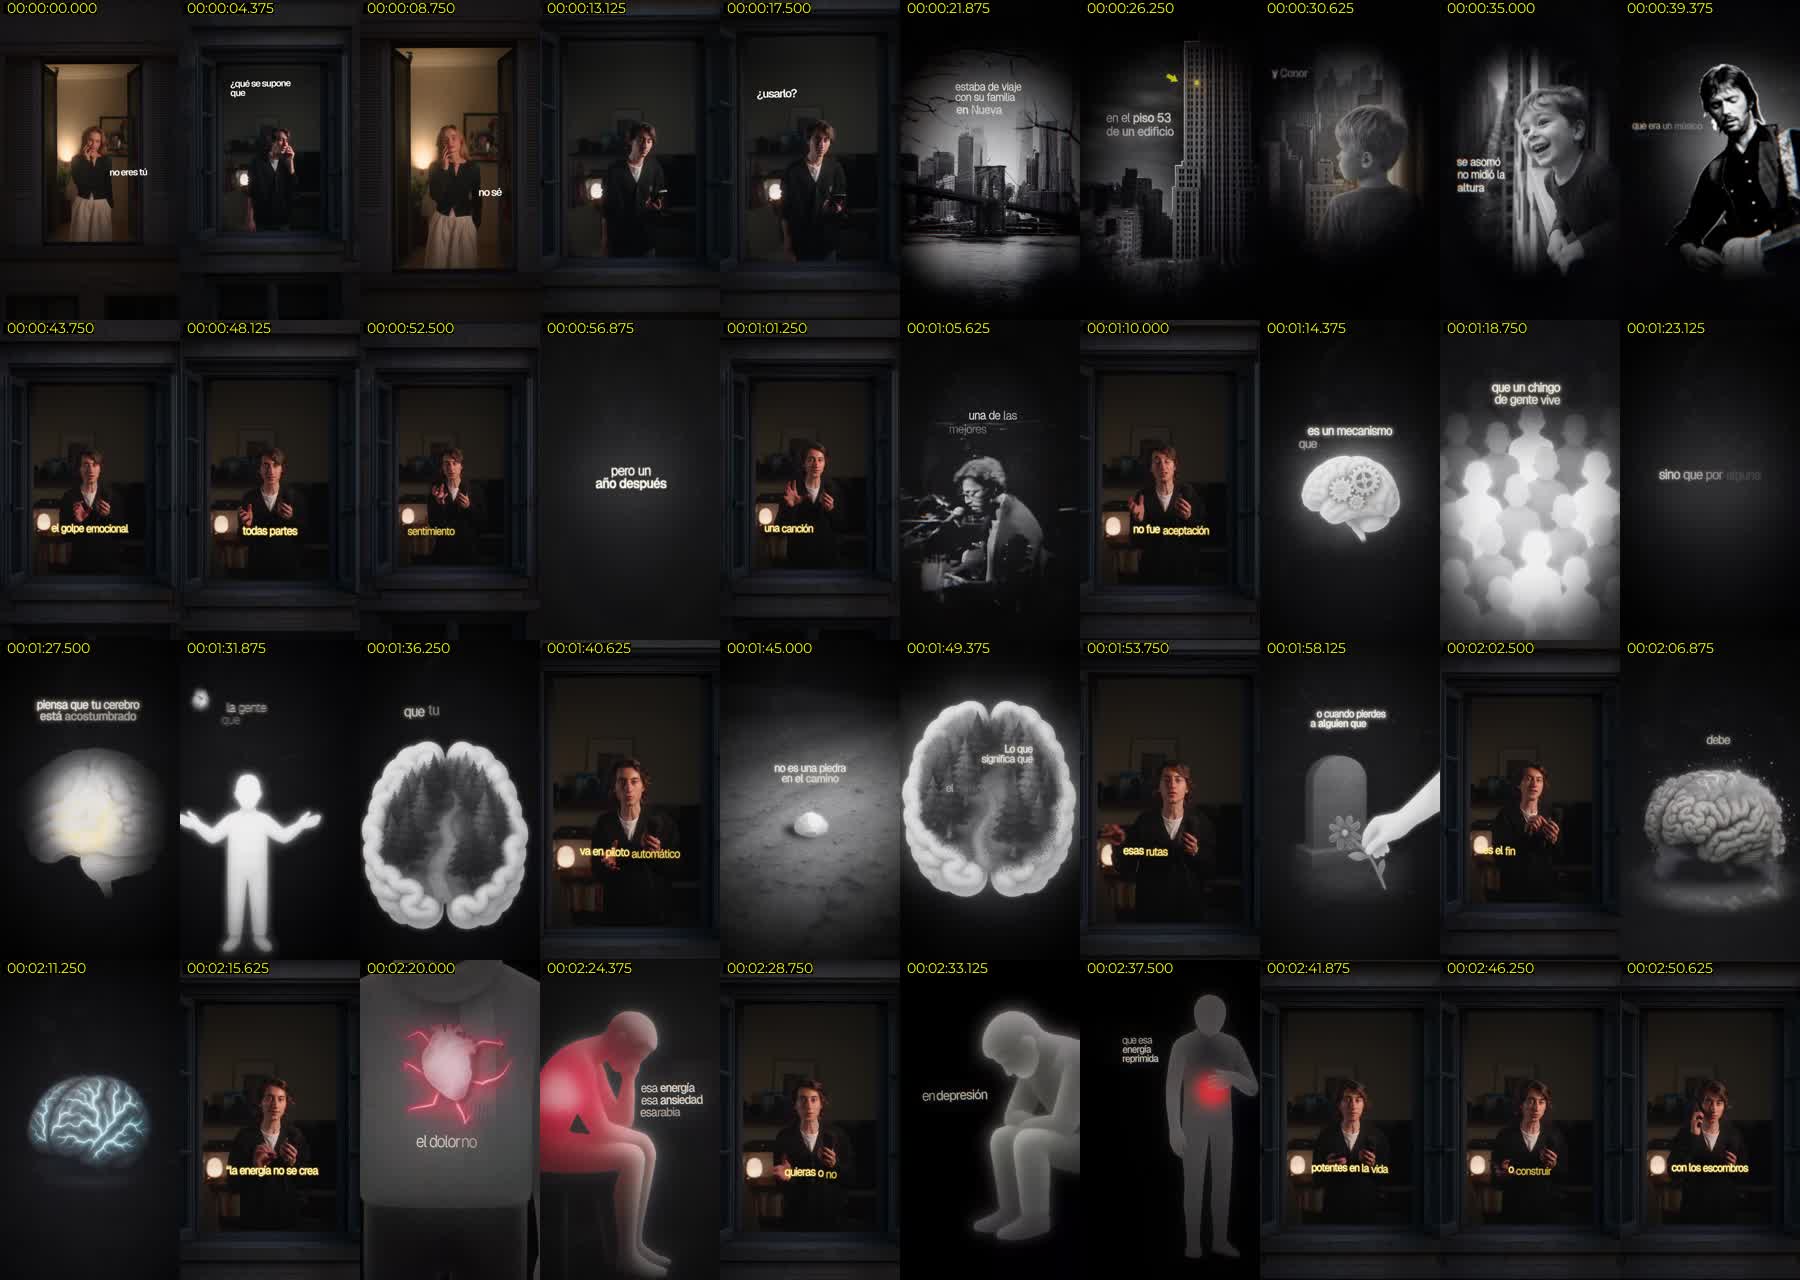 00:00:00.000
no eres tú
00:00:04.375
¿qué se supone
que
00:00:08.750
no sé
00:00:13.125
00:00:17.500
¿usarlo?
00:00:21.875
estaba de viaje
con su familia
en Nueva
00:00:26.250
en el piso 53
de un edificio
00:00:30.625
y Conor
00:00:35.000
se asomó
no midió la
altura
00:00:39.375
que era un músico
00:00:43.750
el golpe emocional
00:00:48.125
todas partes
00:00:52.500
sentimiento
00:00:56.875
pero un
año después
00:01:01.250
una canción
00:01:05.625
una de las
mejores
00:01:10.000
no fue aceptación
00:01:14.375
es un mecanismo
que
00:01:18.750
que un chingo
de gente vive
00:01:23.125
sino que por alguna
00:01:27.500
piensa que tu cerebro
está acostumbrado
00:01:31.875
la gente
que
00:01:36.250
que tu
00:01:40.625
va en piloto automático
00:01:45.000
no es una piedra
en el camino
00:01:49.375
Lo que
significa que
el
00:01:53.750
esas rutas
00:01:58.125
o cuando pierdes
a alguien que
00:02:02.500
es el fin
00:02:06.875
debe
00:02:11.250
00:02:15.625
"la energía no se crea
00:02:20.000
el dolor no
00:02:24.375
esa energía
esa ansiedad
esa rabia
00:02:28.750
quieras o no
00:02:33.125
en depresión
00:02:37.500
que esa
energía
reprimida
00:02:41.875
potentes en la vida
00:02:46.250
o construir
00:02:50.625
con los escombros